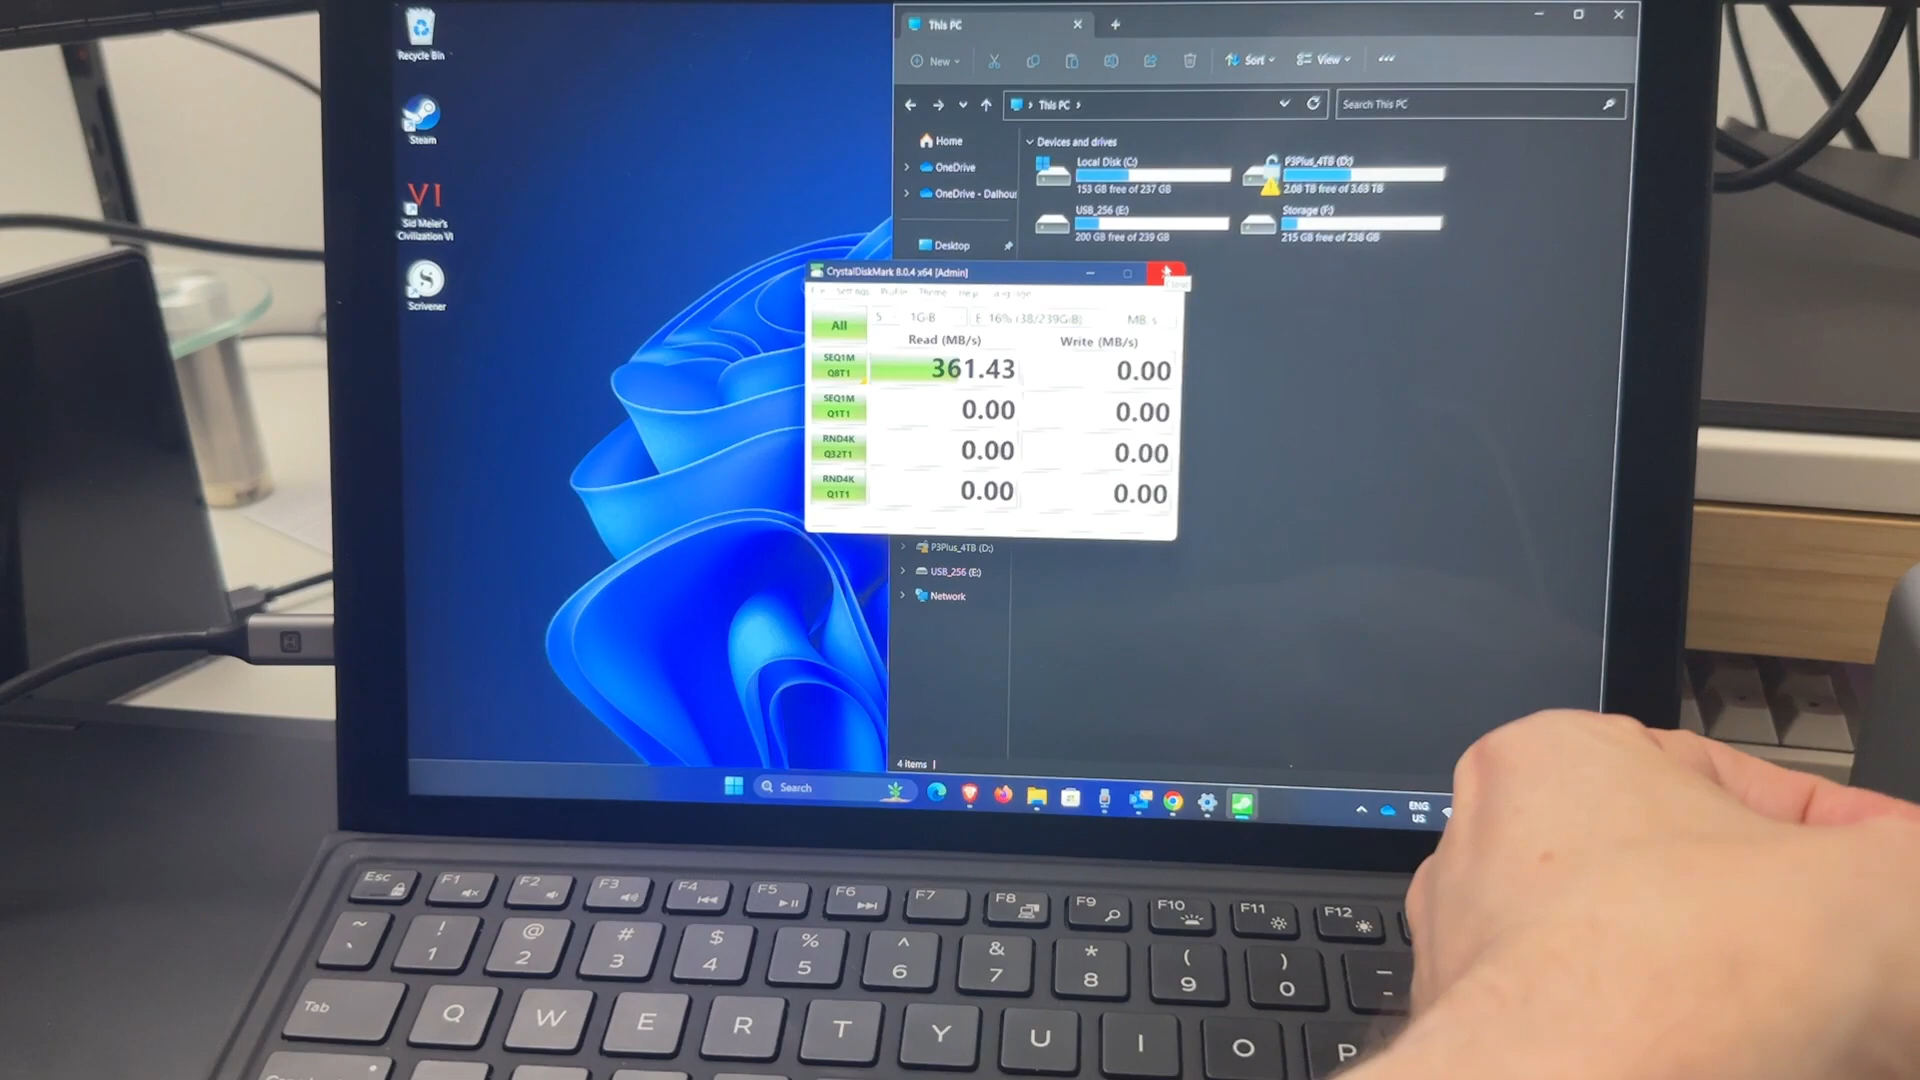 Recycle Bin
Steam
VI
Sid Meier's
Civilization VI
S
Scrivener
This PC
New
Sort
View
This PC
Search This PC
Home
OneDrive
OneDrive - Dalhous
Desktop
Devices and drives
Local Disk (C:)
153 GB free of 237 GB
P3Plus_4TB (D:)
2.08 TB free of 3.63 TB
USB_256 (E:)
200 GB free of 239 GB
Storage (F:)
215 GB free of 238 GB
CrystalDiskMark 8.0.4 x64 [Admin]
Settings Profile Theme Help Language
All
5 1GiB E 16% (38/239GiB) MB/s
Read (MB/s) Write (MB/s)
SEQ1M
Q8T1
361.43 0.00
SEQ1M
Q1T1
0.00 0.00
RND4K
Q32T1
0.00 0.00
RND4K
Q1T1
0.00 0.00
P3Plus_4TB (D:)
USB_256 (E:)
Network
4 items
Search
ENG
US
Esc F1 F2 F3 F4 F5 F6 F7 F8 F9 F10 F11 F12
~ ` ! 1 @ 2 # 3 $ 4 % 5 ^ 6 & 7 * 8 ( 9 ) 0 _ -
Tab Q W E R T Y U I O P